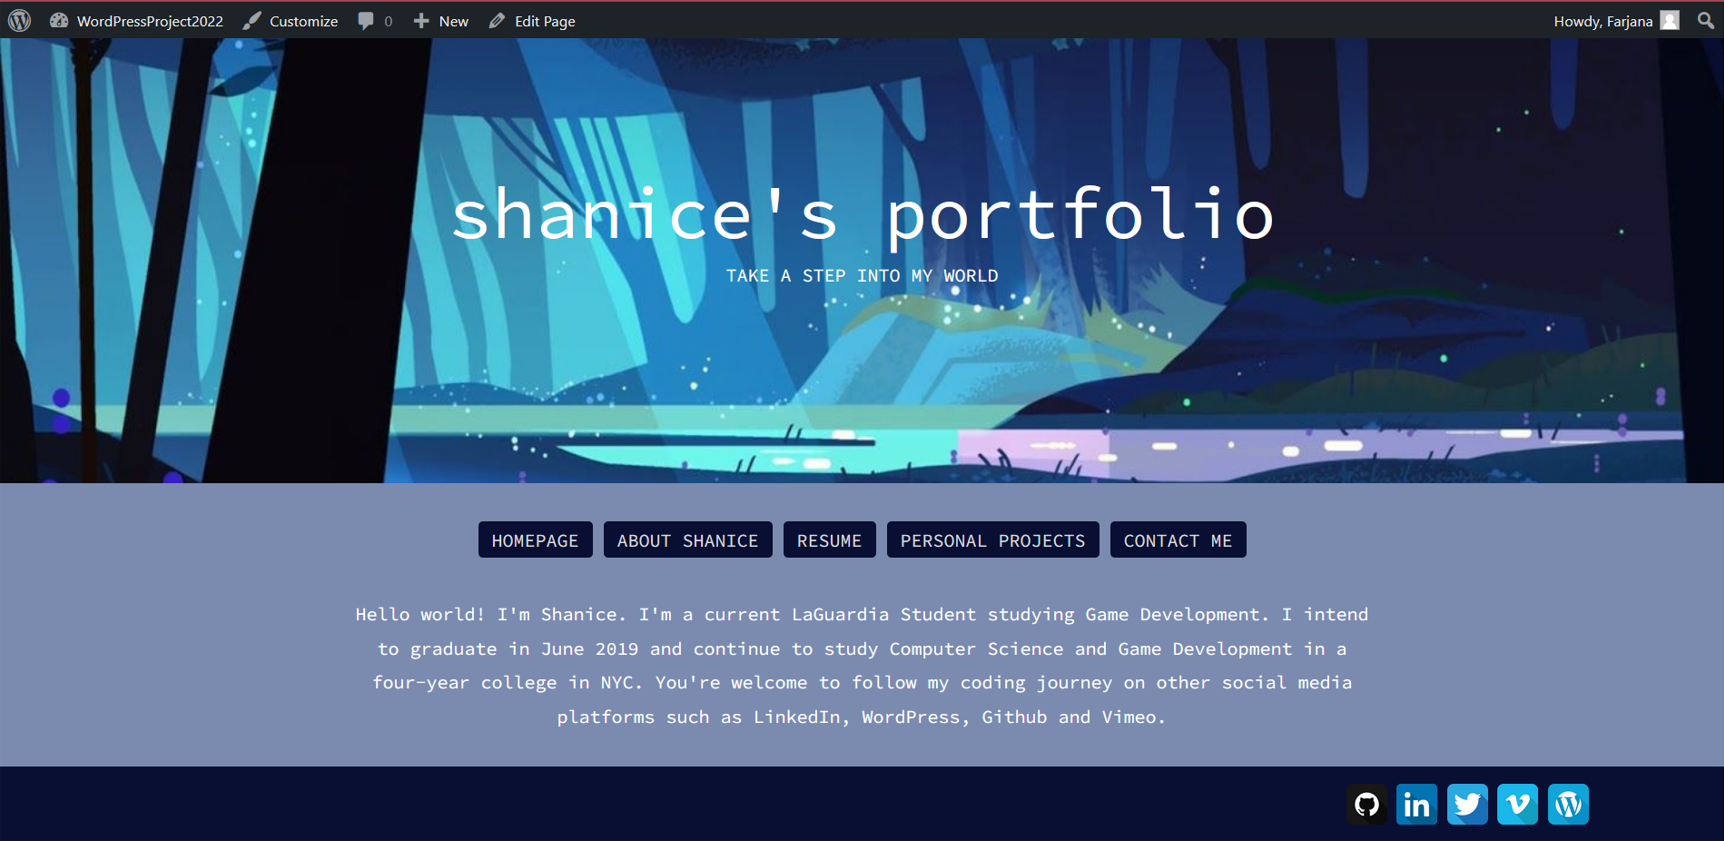 WordPressProject2022 Customize 0 New Edit Page Howdy, Farjana
shanice's portfolio
TAKE A STEP INTO MY WORLD
HOMEPAGE ABOUT SHANICE RESUME PERSONAL PROJECTS CONTACT ME
Hello world! I'm Shanice. I'm a current LaGuardia Student studying Game Development. I intend
to graduate in June 2019 and continue to study Computer Science and Game Development in a
four-year college in NYC. You're welcome to follow my coding journey on other social media
platforms such as LinkedIn, WordPress, Github and Vimeo.